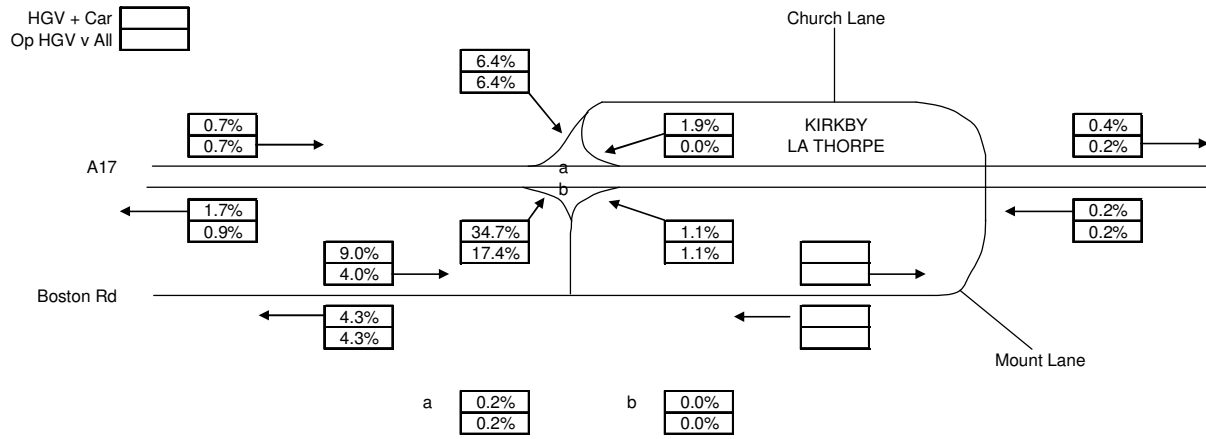 HGV + Car
Op HGV v All
Church Lane
6.4%
6.4%
0.7%
0.7%
1.9%
0.0%
KIRKBY
LA THORPE
0.4%
0.2%
A17
a
b
1.7%
0.9%
34.7%
17.4%
1.1%
1.1%
0.2%
0.2%
9.0%
4.0%
Boston Rd
4.3%
4.3%
Mount Lane
a
0.2%
0.2%
b
0.0%
0.0%